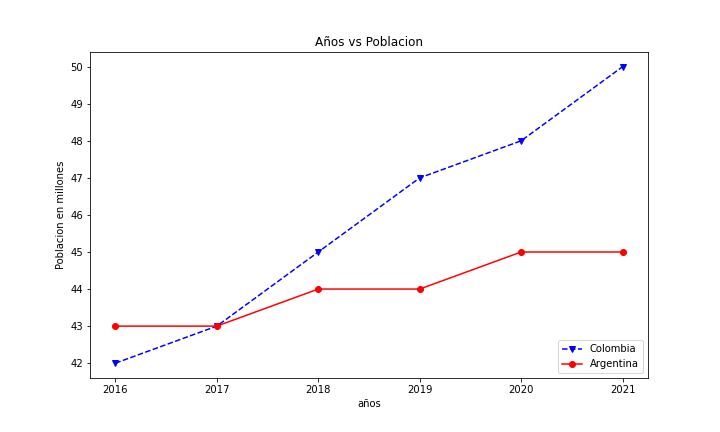 Años vs Poblacion
Poblacion en millones
50
49
48
47
46
45
44
43
42
2016 2017 2018 2019 2020 2021
años
Colombia
Argentina